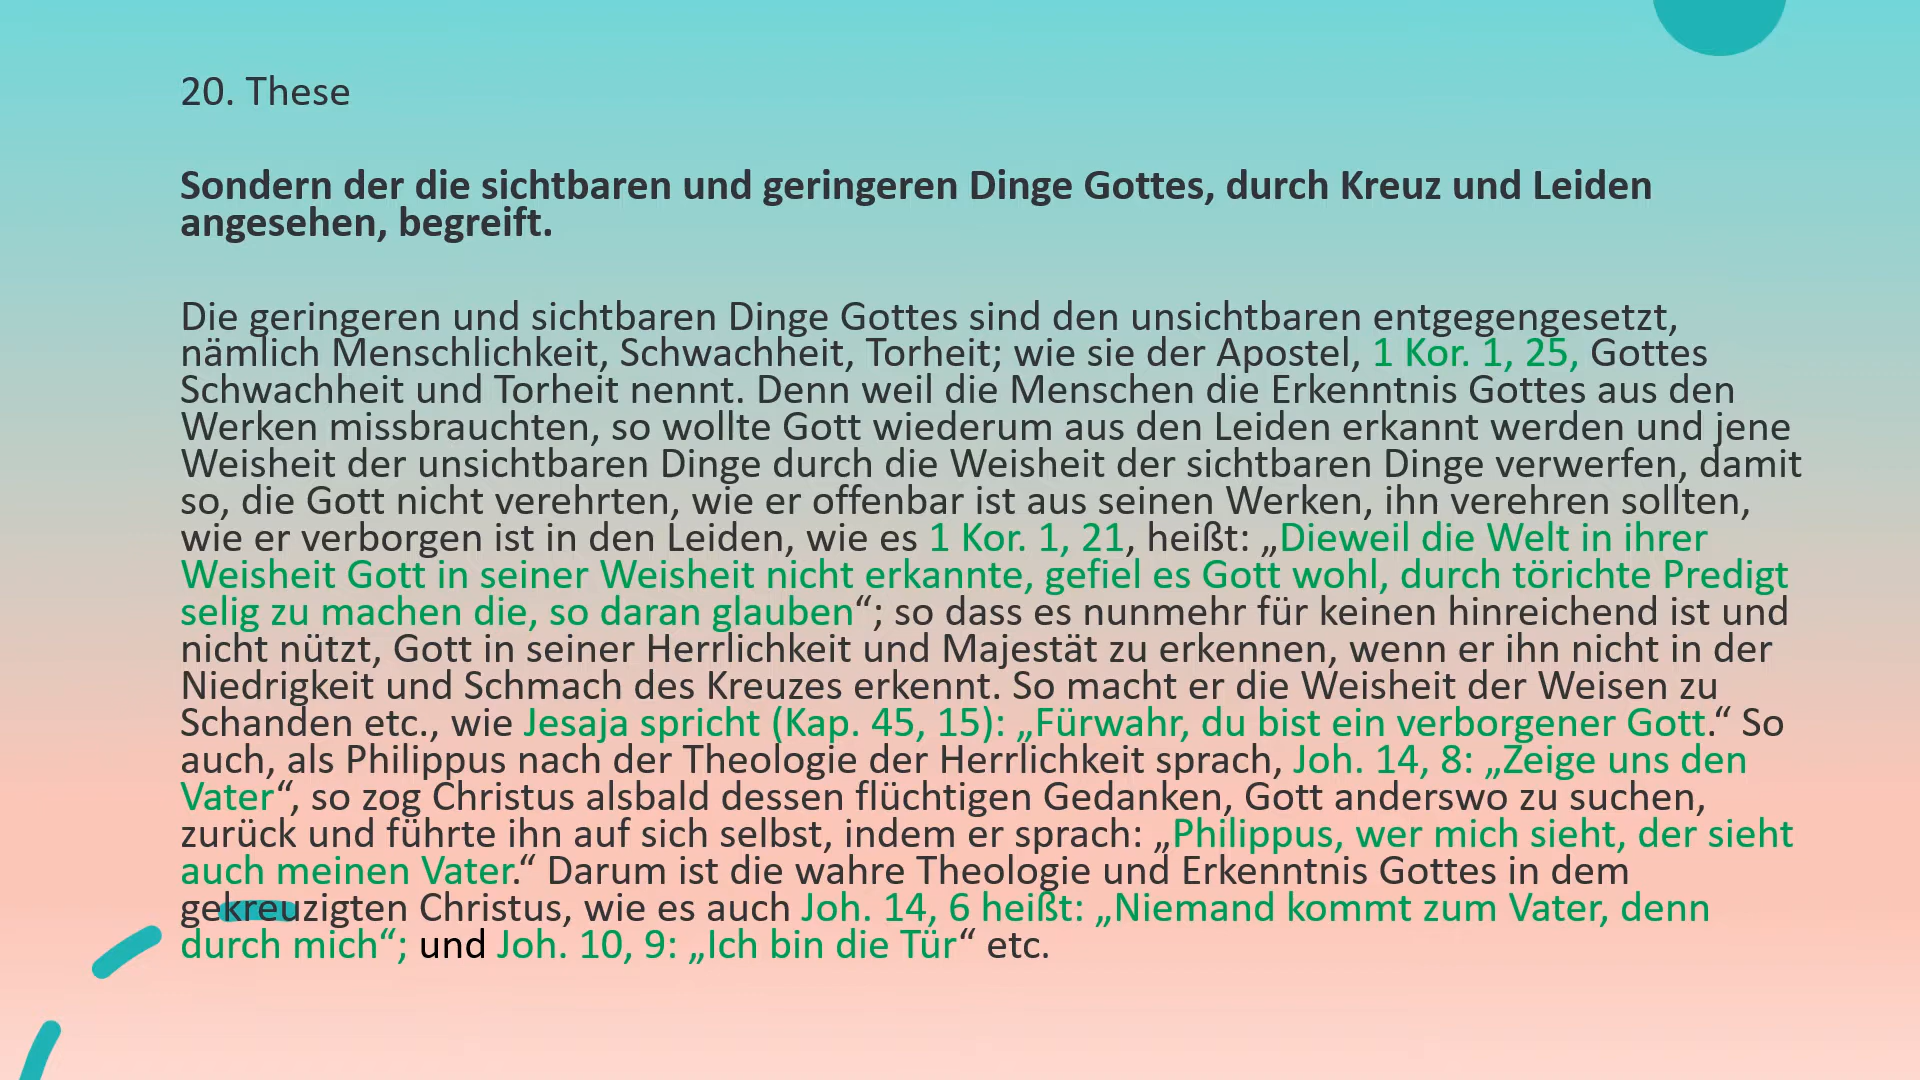 20. These
Sondern der die sichtbaren und geringeren Dinge Gottes, durch Kreuz und Leiden
angesehen, begreift.
Die geringeren und sichtbaren Dinge Gottes sind den unsichtbaren entgegengesetzt,
nämlich Menschlichkeit, Schwachheit, Torheit; wie sie der Apostel, 1 Kor. 1, 25, Gottes
Schwachheit und Torheit nennt. Denn weil die Menschen die Erkenntnis Gottes aus den
Werken missbrauchten, so wollte Gott wiederum aus den Leiden erkannt werden und jene
Weisheit der unsichtbaren Dinge durch die Weisheit der sichtbaren Dinge verwerfen, damit
so, die Gott nicht verehrten, wie er offenbar ist aus seinen Werken, ihn verehren sollten,
wie er verborgen ist in den Leiden, wie es 1 Kor. 1, 21, heißt: „Dieweil die Welt in ihrer
Weisheit Gott in seiner Weisheit nicht erkannte, gefiel es Gott wohl, durch törichte Predigt
selig zu machen die, so daran glauben“; so dass es nunmehr für keinen hinreichend ist und
nicht nützt, Gott in seiner Herrlichkeit und Majestät zu erkennen, wenn er ihn nicht in der
Niedrigkeit und Schmach des Kreuzes erkennt. So macht er die Weisheit der Weisen zu
Schanden etc., wie Jesaja spricht (Kap. 45, 15): „Fürwahr, du bist ein verborgener Gott.“ So
auch, als Philippus nach der Theologie der Herrlichkeit sprach, Joh. 14, 8: „Zeige uns den
Vater“, so zog Christus alsbald dessen flüchtigen Gedanken, Gott anderswo zu suchen,
zurück und führte ihn auf sich selbst, indem er sprach: „Philippus, wer mich sieht, der sieht
auch meinen Vater.“ Darum ist die wahre Theologie und Erkenntnis Gottes in dem
gekreuzigten Christus, wie es auch Joh. 14, 6 heißt: „Niemand kommt zum Vater, denn
durch mich“; und Joh. 10, 9: „Ich bin die Tür“ etc.